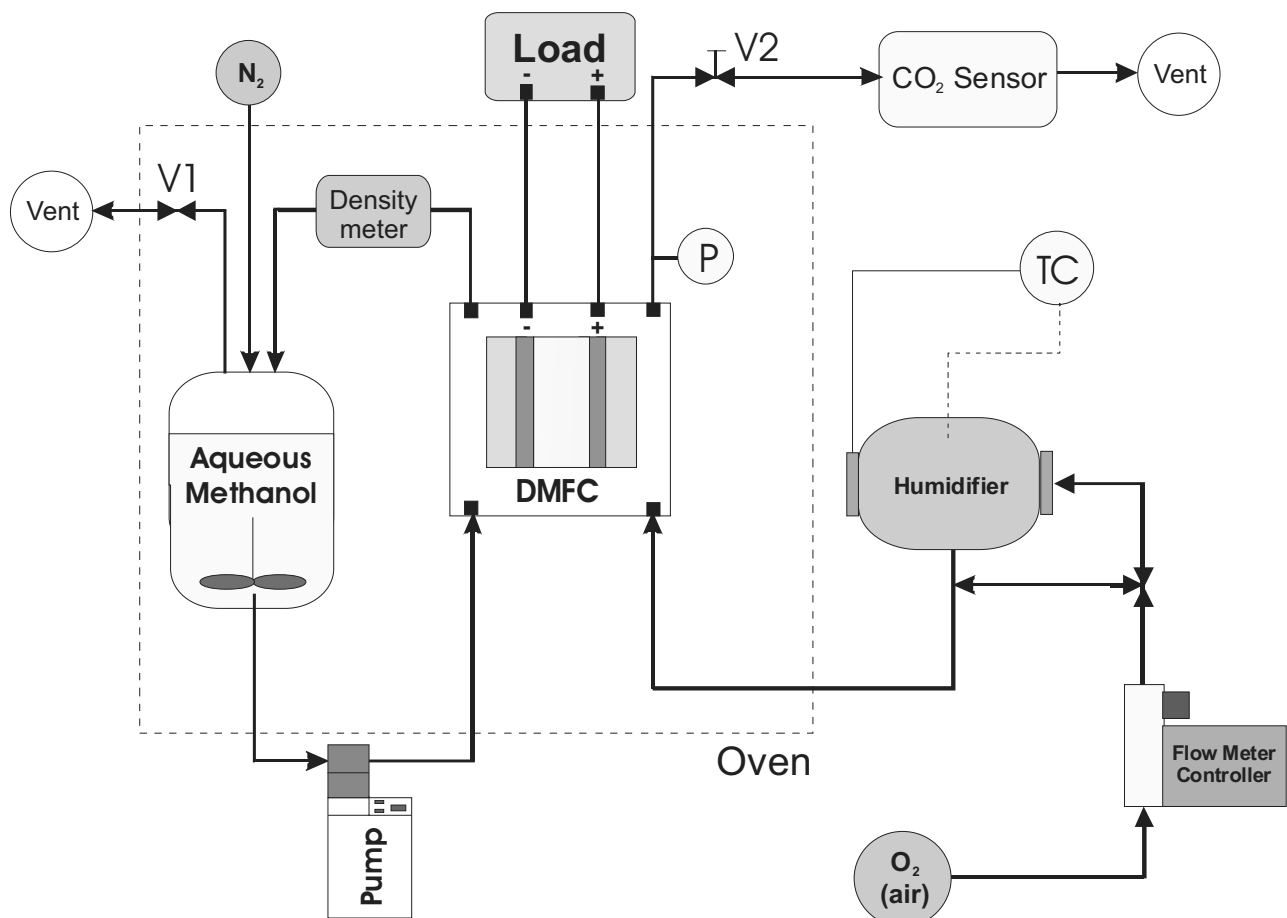 Load
- +
V2
CO₂ Sensor
Vent
N₂
V1
Vent
Density
meter
P
TC
- +
DMFC
Aqueous
Methanol
Humidifier
Oven
Flow Meter
Controller
Pump
O₂
(air)